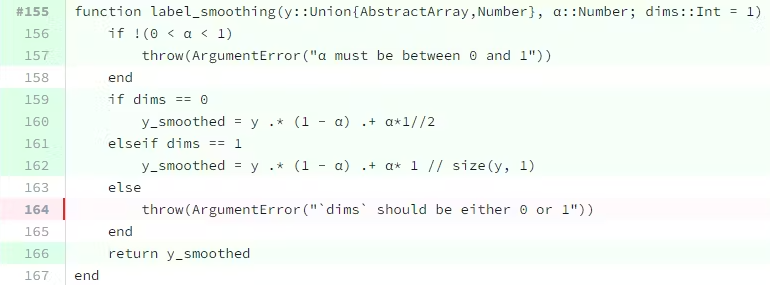 #155 function label_smoothing(y::Union{AbstractArray,Number}, α::Number; dims::Int = 1)
156     if !(0 < α < 1)
157         throw(ArgumentError("α must be between 0 and 1"))
158     end
159     if dims == 0
160         y_smoothed = y .* (1 - α) .+ α*1//2
161     elseif dims == 1
162         y_smoothed = y .* (1 - α) .+ α* 1 // size(y, 1)
163     else
164         throw(ArgumentError("`dims` should be either 0 or 1"))
165     end
166     return y_smoothed
167 end